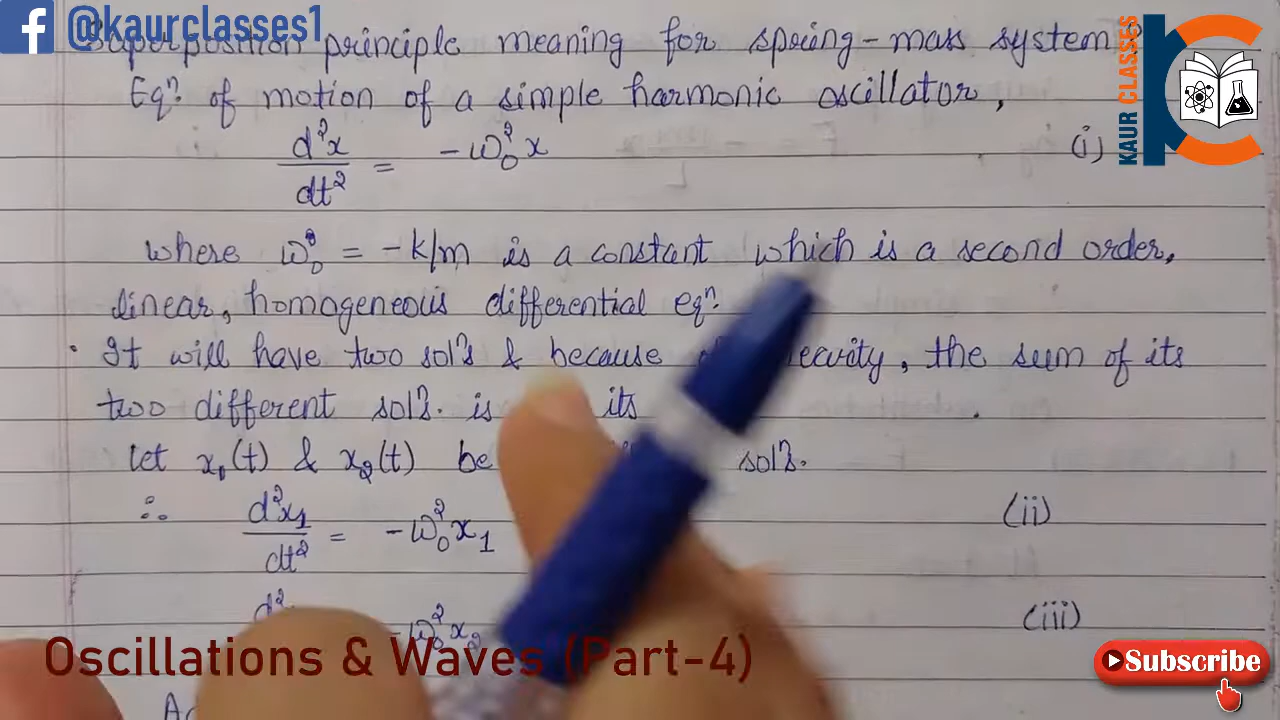 @kaurclasses1
Superposition principle meaning for spring-mass system?
Eqⁿ. of motion of a simple harmonic oscillator,
d²x/dt² = -ω₀²x (i)
KAUR CLASSES
where ω₀² = -k/m is a constant which is a second order,
linear, homogeneous differential eqⁿ.
· It will have two solⁿs & because , the sum of its
two different solⁿs. is its
Let x₁(t) & x₂(t) be solⁿs.
∴ d²x₁/dt² = -ω₀²x₁ (ii)
d² -ω₀²x₂ (iii)
Oscillations & Waves (Part-4)
Subscribe